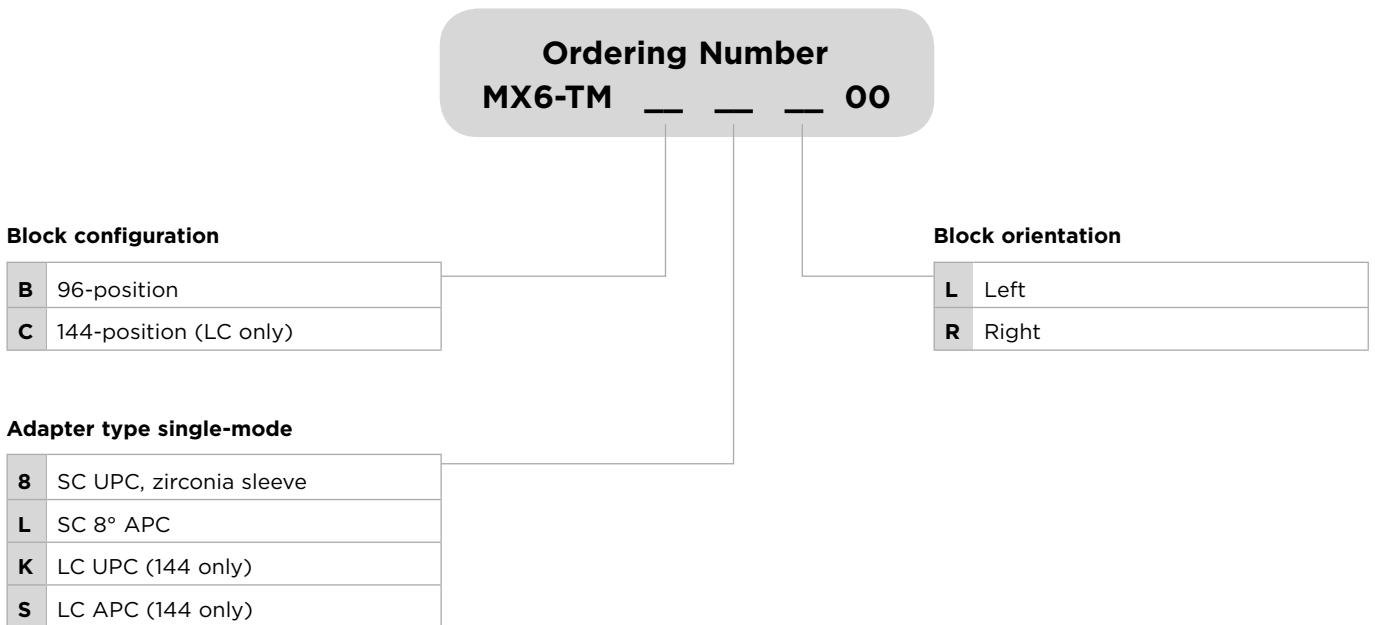 Ordering Number
MX6-TM __ __ __ 00
Block configuration
B 96-position
C 144-position (LC only)
Block orientation
L Left
R Right
Adapter type single-mode
8 SC UPC, zirconia sleeve
L SC 8° APC
K LC UPC (144 only)
S LC APC (144 only)